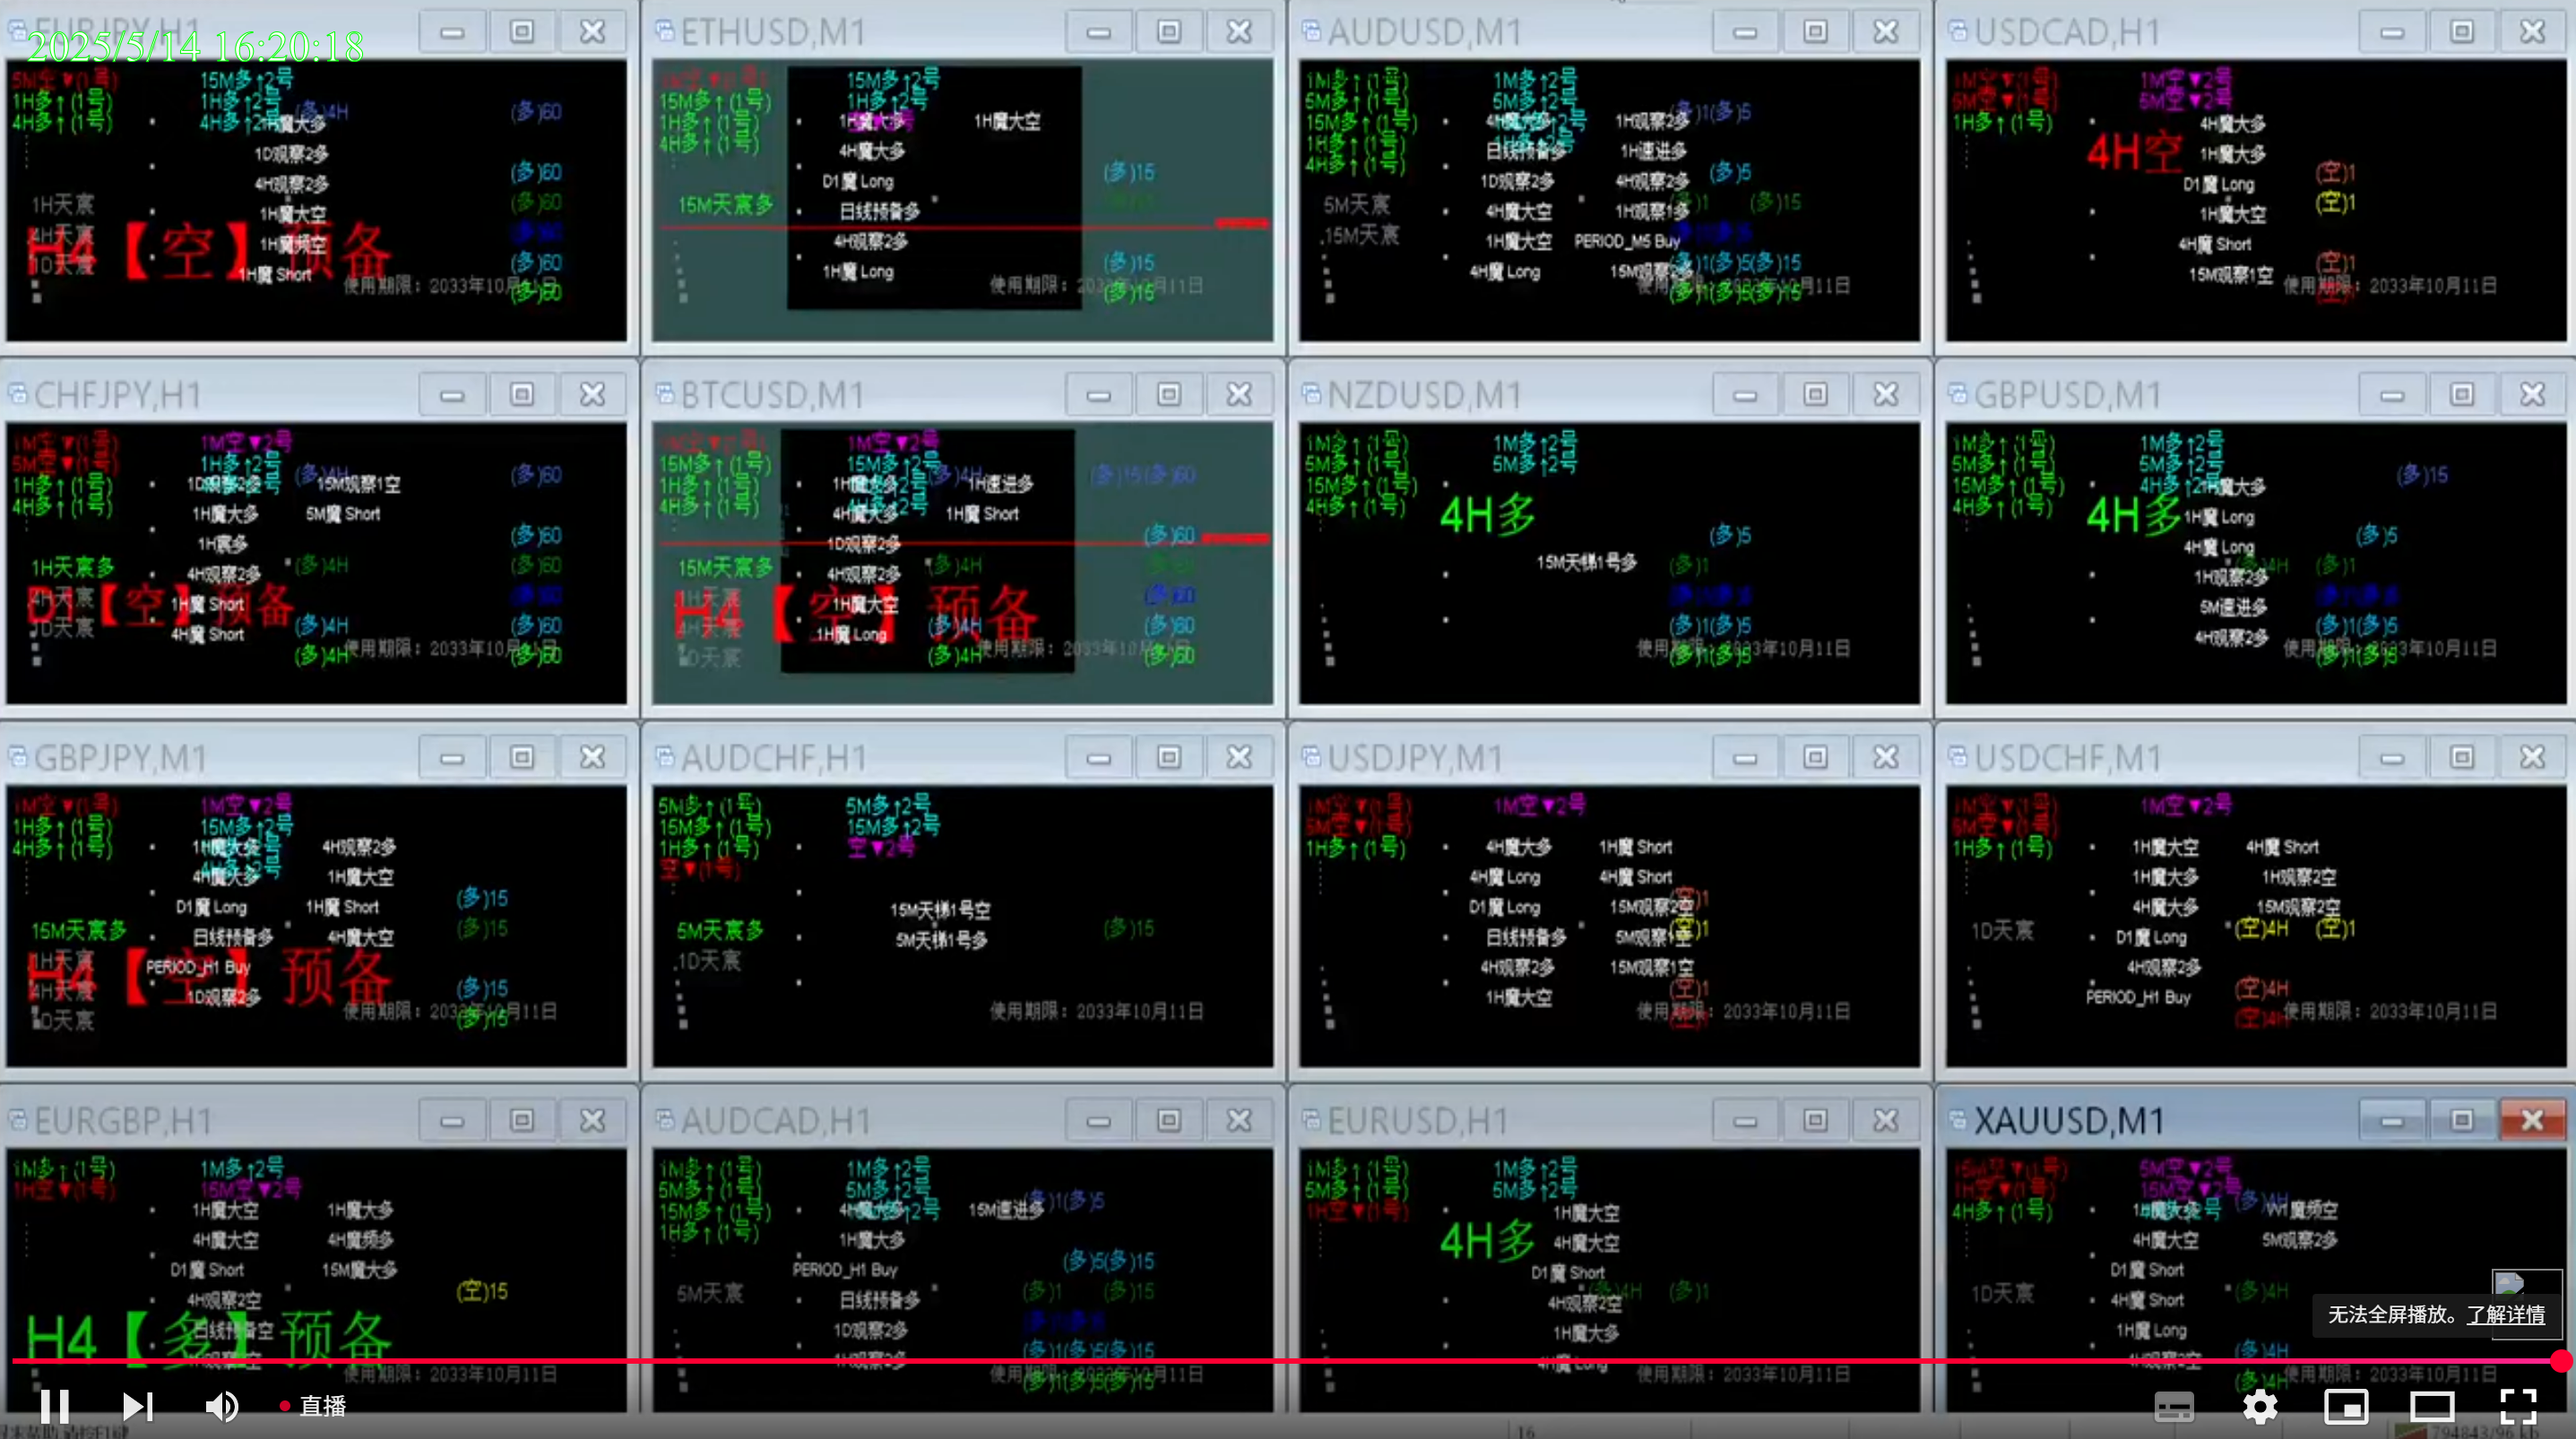 EURJPY,H1
2025/5/14 16:20:18
5M空▼(1号)
15M多↑2号
1H多↑(1号)
1H多↑2号
(多)4H
(多)60
4H多↑(1号)
4H多↑2号
1H魔大多
1D观察2多
(多)60
4H观察2多
1H天宸
(多)60
1H魔大空
4H天宸
H4【空】预备
1H魔频空
1D天宸
(多)60
1H魔 Short
使用期限：2033年10月11日
(多)60
ETHUSD,M1
15M多↑2号
15M多↑(1号)
1H多↑2号
1H多↑(1号)
1H魔大多
1H魔大空
4H多↑(1号)
4H魔大多
(多)15
D1魔 Long
15M天宸多
日线预备多
4H观察2多
(多)15
1H魔 Long
使用期限：2033年10月11日
(多)15
AUDUSD,M1
1M多↑(1号)
1M多↑2号
5M多↑(1号)
5M多↑2号
(多)1(多)5
15M多↑(1号)
4H魔大多
1H观察2多
1H多↑(1号)
日线预备多
1H速进多
4H多↑(1号)
(多)5
1D观察2多
4H观察2多
5M天宸
(多)1
(多)15
4H魔大空
1H观察1多
15M天宸
1H魔大空
PERIOD_M5 Buy
(多)1(多)5(多)15
4H魔 Long
15M观察2多
使用期限：2033年10月11日
(多)1(多)5(多)15
USDCAD,H1
1M空▼(1号)
1M空▼2号
5M空▼(1号)
5M空▼2号
1H多↑(1号)
4H魔大多
4H空
1H魔大多
(空)1
D1魔 Long
(空)1
1H魔大空
4H魔 Short
(空)1
15M观察1空
使用期限：2033年10月11日
(空)1
CHFJPY,H1
1M空▼(1号)
1M空▼2号
5M空▼(1号)
1H多↑2号
(多)4H
(多)60
1H多↑(1号)
1D观察2多
15M观察1空
4H多↑(1号)
1H魔大多
5M魔 Short
(多)60
1H宸多
1H天宸多
(多)4H
(多)60
4H观察2多
4H天宸
【空】预备
1H魔 Short
1D天宸
(多)4H
(多)60
4H魔 Short
使用期限：2033年10月11日
(多)4H
(多)60
BTCUSD,M1
1M空▼2号
15M多↑(1号)
15M多↑2号
(多)4H
(多)15(多)60
1H多↑(1号)
1H魔大多
1H速进多
4H多↑(1号)
4H魔大多
1H魔 Short
(多)60
1D观察2多
15M天宸多
(多)4H
4H观察2多
1H天宸
(多)60
H4【空】预备
1H魔大空
4H天宸
(多)4H
(多)60
1H魔 Long
1D天宸
使用期限：2033年10月11日
(多)4H
(多)60
NZDUSD,M1
1M多↑(1号)
1M多↑2号
5M多↑(1号)
5M多↑2号
15M多↑(1号)
4H多↑(1号)
4H多
(多)5
15M天梯1号多
(多)1
(多)1(多)5
使用期限：2033年10月11日
(多)1(多)5
GBPUSD,M1
1M多↑(1号)
1M多↑2号
5M多↑(1号)
5M多↑2号
(多)15
15M多↑(1号)
4H多↑2号
1H魔大多
4H多↑(1号)
4H多
1H魔 Long
(多)5
4H魔 Long
(多)4H
(多)1
1H观察2多
5M速进多
(多)1(多)5
4H观察2多
使用期限：2033年10月11日
(多)1(多)5
GBPJPY,M1
1M空▼(1号)
1M空▼2号
1H多↑(1号)
15M多↑2号
4H多↑(1号)
1H魔大多
4H观察2多
4H魔大多
1H魔大空
(多)15
D1魔 Long
1H魔 Short
15M天宸多
(多)15
日线预备多
4H魔大空
1H天宸
H4【空】预备
PERIOD_H1 Buy
4H天宸
(多)15
1D观察2多
1D天宸
使用期限：2033年10月11日
(多)15
AUDCHF,H1
5M多↑(1号)
5M多↑2号
15M多↑(1号)
15M多↑2号
1H多↑(1号)
空▼2号
空▼(1号)
15M天梯1号空
5M天宸多
(多)15
5M天梯1号多
1D天宸
使用期限：2033年10月11日
USDJPY,M1
1M空▼(1号)
1M空▼2号
5M空▼(1号)
1H多↑(1号)
4H魔大多
1H魔 Short
4H魔 Long
4H魔 Short
(空)1
D1魔 Long
15M观察2空
(空)1
日线预备多
5M观察1空
4H观察2多
15M观察1空
(空)1
1H魔大空
使用期限：2033年10月11日
(空)1
USDCHF,M1
1M空▼(1号)
1M空▼2号
5M空▼(1号)
1H多↑(1号)
1H魔大空
4H魔 Short
1H魔大多
1H观察2空
4H魔大多
15M观察2空
1D天宸
(空)4H
(空)1
D1魔 Long
4H观察2多
(空)4H
PERIOD_H1 Buy
使用期限：2033年10月11日
(空)4H
EURGBP,H1
1M多↑(1号)
1M多↑2号
1H空▼(1号)
15M空▼2号
1H魔大空
1H魔大多
4H魔大空
4H魔频多
D1魔 Short
15M魔大多
(空)15
4H观察2空
H4【多】预备
日线预备空
使用期限：2033年10月11日
AUDCAD,H1
1M多↑(1号)
1M多↑2号
5M多↑(1号)
5M多↑2号
(多)1(多)5
15M多↑(1号)
4H魔大多
15M速进多
1H多↑(1号)
1H魔大多
(多)5(多)15
PERIOD_H1 Buy
5M天宸
(多)1
(多)15
日线预备多
1D观察2多
(多)1(多)5(多)15
使用期限：2033年10月11日
(多)1(多)5(多)15
EURUSD,H1
1M多↑(1号)
1M多↑2号
5M多↑(1号)
5M多↑2号
1H空▼(1号)
1H魔大空
4H多
4H魔大空
D1魔 Short
(多)4H
(多)1
4H观察2空
1H魔大多
4H魔 Long
使用期限：2033年10月11日
XAUUSD,M1
15M空▼(1号)
5M空▼2号
1H空▼(1号)
15M空▼2号
(多)4H
4H多↑(1号)
1H魔大多
W1魔频空
4H魔大空
5M观察2多
D1魔 Short
1D天宸
(多)4H
4H魔 Short
1H魔 Long
(多)4H
4H观察2空
使用期限：2033年10月11日
(多)4H
无法全屏播放。了解详情
直播
16